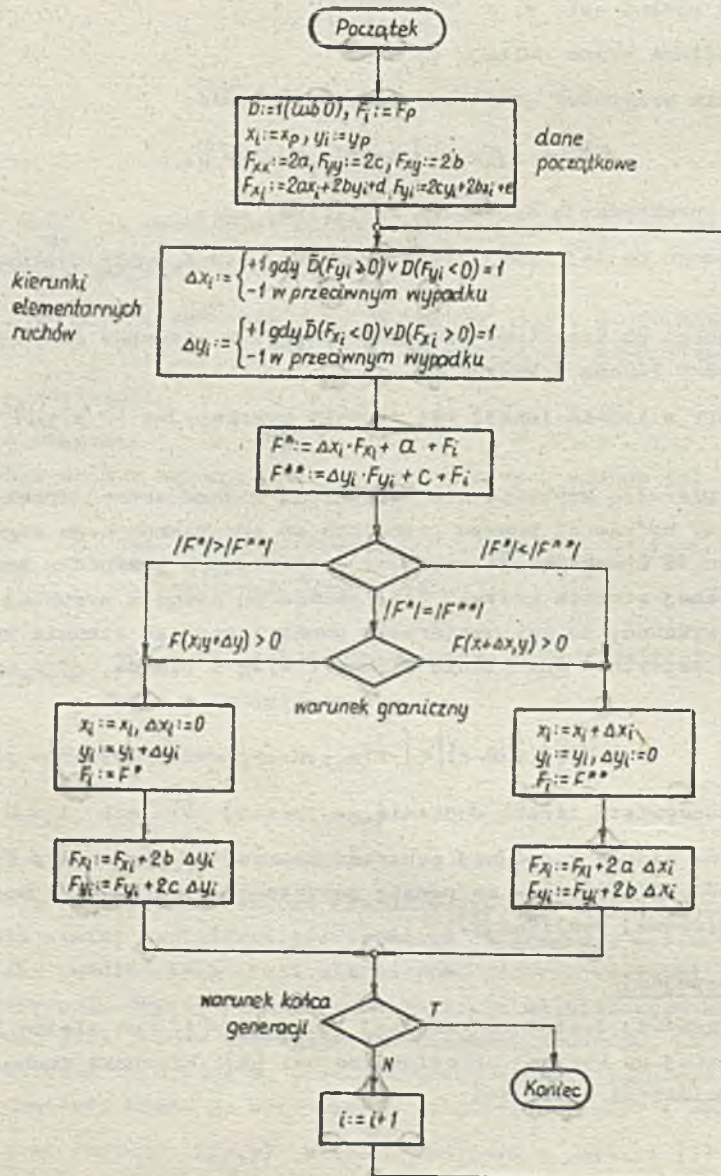 Początek
D:=1(lub 0), Fi:=Fp
xi:=xp, yi:=yp
Fxx:=2a, Fyy:=2c, Fxy:=2b
Fxi:=2axi+2byi+d, Fyi:=2cyi+2bxi+e
dane
początkowe
kierunki
elementarnych
ruchów
Δxi:= { +1 gdy D̄(Fyi ≥0) ∨ D(Fyi<0)=1
-1 w przeciwnym wypadku
Δyi:= { +1 gdy D̄(Fxi<0) ∨ D(Fxi>0)=1
-1 w przeciwnym wypadku
F*:=Δxi·Fxi+ a +Fi
F**:=Δyi·Fyi+c+Fi
|F*|>|F**|
|F*|<|F**|
|F*|=|F**|
F(x,y+Δy)>0
F(x+Δx,y)>0
warunek graniczny
xi:=xi, Δxi:=0
yi:=yi+Δyi
Fi:=F*
xi:=xi+Δxi
yi:=yi, Δyi:=0
Fi:=F**
Fxi:=Fxi+2b Δyi
Fyi:=Fyi+2c Δyi
Fxi:=Fxi+2a Δxi
Fyi:=Fyi+2b Δxi
warunek końca
generacji
T
N
Koniec
i:=i+1